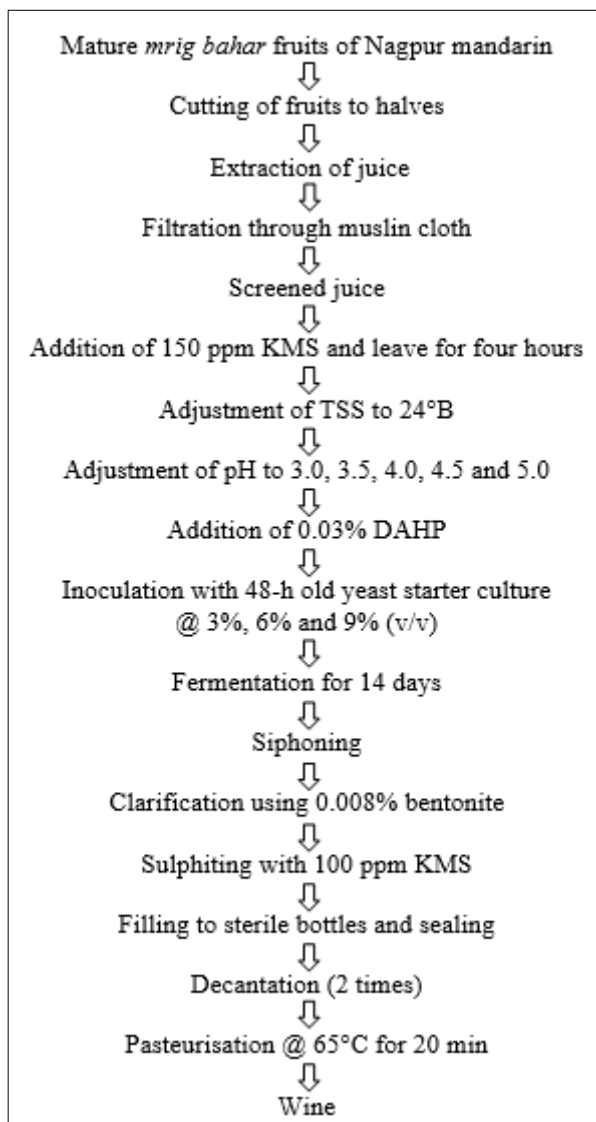 Mature mrig bahar fruits of Nagpur mandarin
Cutting of fruits to halves
Extraction of juice
Filtration through muslin cloth
Screened juice
Addition of 150 ppm KMS and leave for four hours
Adjustment of TSS to 24°B
Adjustment of pH to 3.0, 3.5, 4.0, 4.5 and 5.0
Addition of 0.03% DAHP
Inoculation with 48-h old yeast starter culture
@ 3%, 6% and 9% (v/v)
Fermentation for 14 days
Siphoning
Clarification using 0.008% bentonite
Sulphiting with 100 ppm KMS
Filling to sterile bottles and sealing
Decantation (2 times)
Pasteurisation @ 65°C for 20 min
Wine